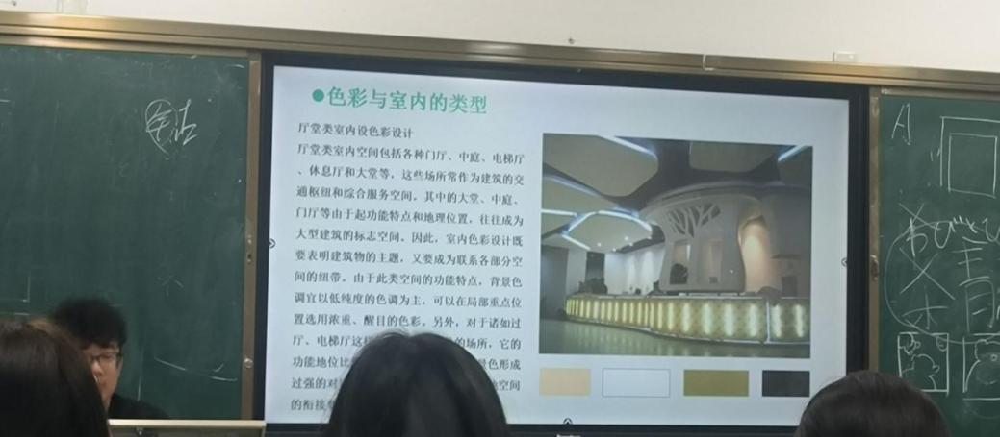 ●色彩与室内的类型
厅堂类室内设色彩设计
厅堂类室内空间包括各种门厅、中庭、电梯厅
、休息厅和大堂等，这些场所常作为建筑的交
通枢纽和综合服务空间。其中的大堂、中庭、
门厅等由于起功能特点和地理位置，往往成为
大型建筑的标志空间。因此，室内色彩设计既
要表明建筑物的主题，又要成为联系各部分空
间的纽带。由于此类空间的功能特点，背景色
调宜以低纯度的色调为主，可以在局部重点位
置选用浓重、醒目的色彩。另外，对于诸如过
厅、电梯厅这 的场所，它的
功能地位 色形成
过强的对 空间
的衔接
A